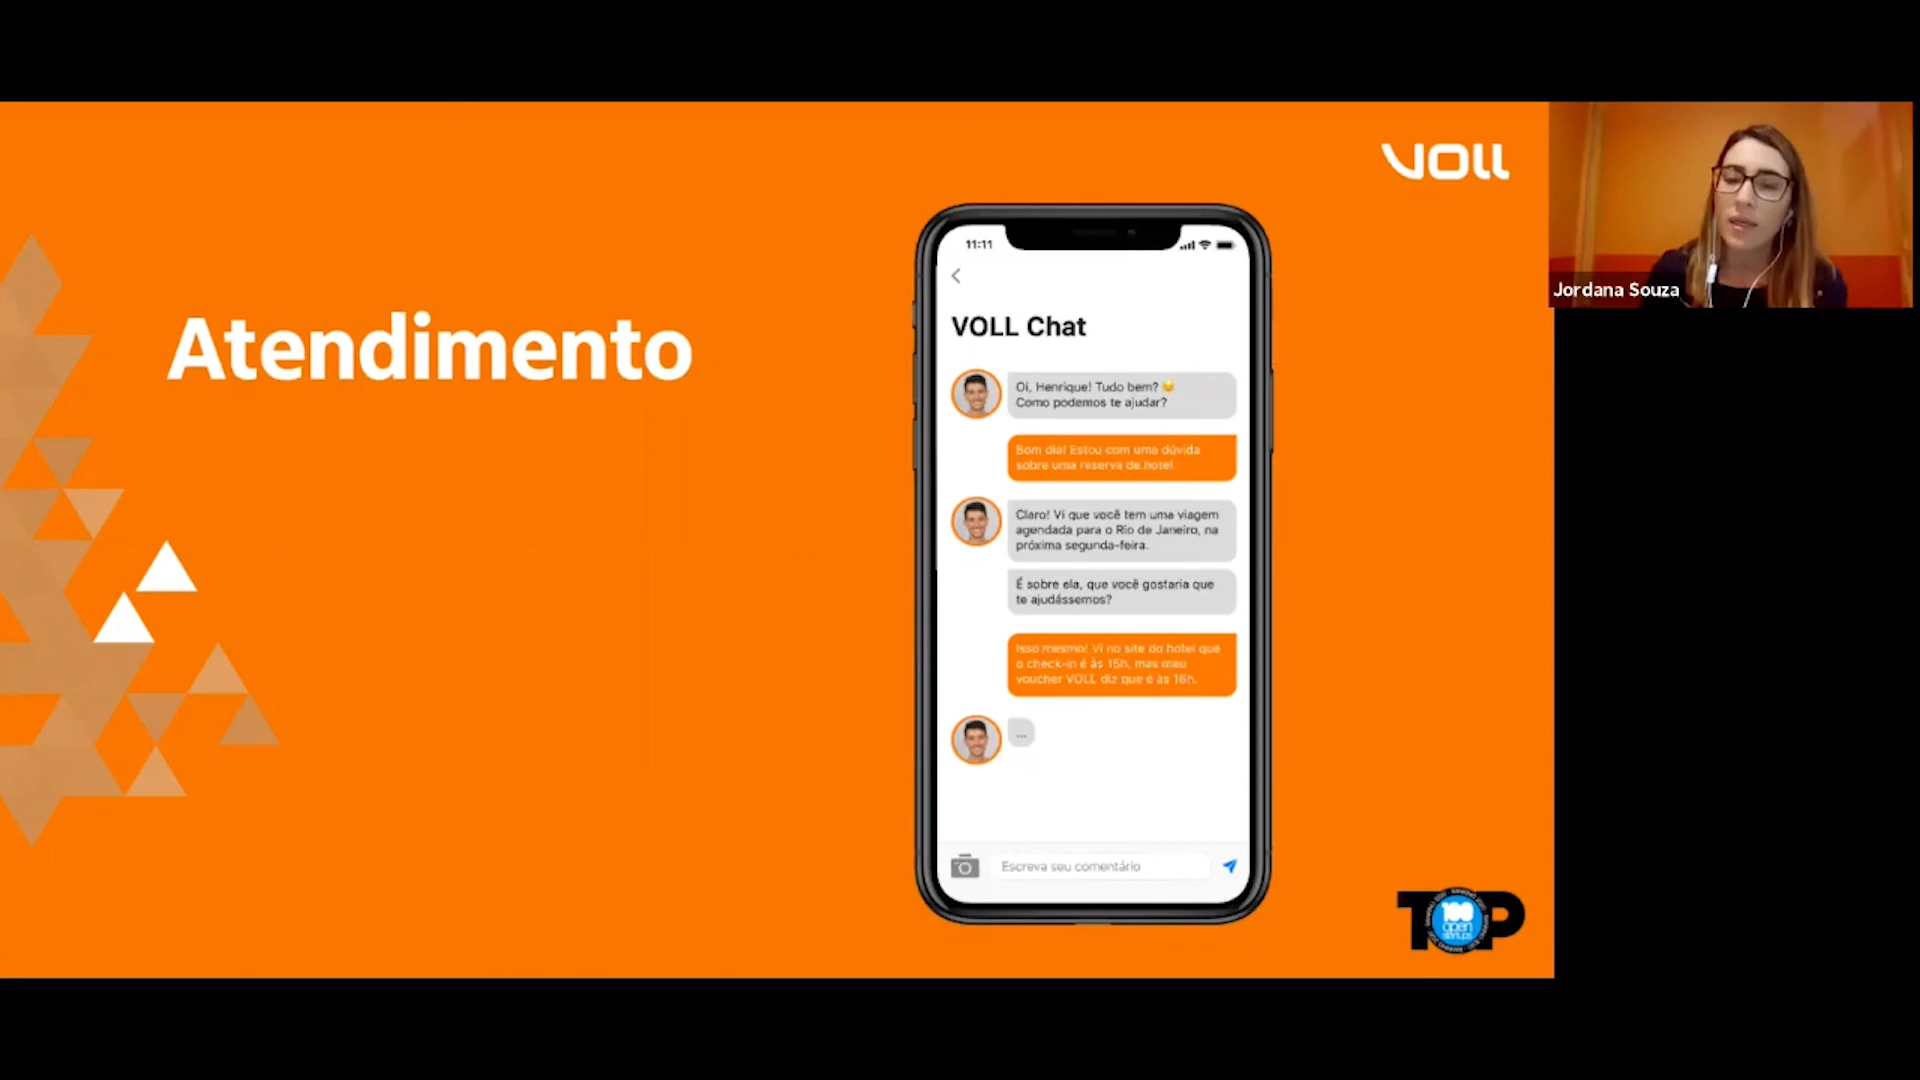 VOLL
Jordana Souza
Atendimento
11:11
VOLL Chat
Oi, Henrique! Tudo bem? 😉
Como podemos te ajudar?
Bom dia! Estou com uma dúvida
sobre uma reserva de hotel
Claro! Vi que você tem uma viagem
agendada para o Rio de Janeiro, na
próxima segunda-feira.
É sobre ela, que você gostaria que
te ajudássemos?
Isso mesmo! Vi no site do hotel que
o check-in é às 15h, mas meu
voucher VOLL diz que é às 16h.
...
Escreva seu comentário
TOP
100
open
startups